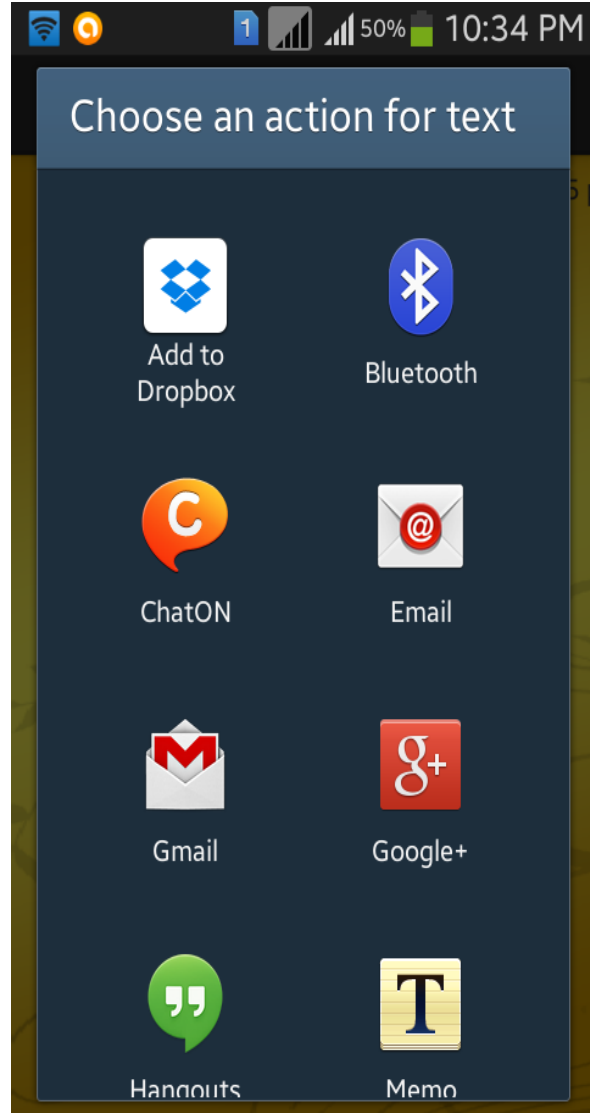 1 50% 10:34 PM
Choose an action for text
Add to
Dropbox
Bluetooth
C
ChatON
@
Email
M
Gmail
g+
Google+
Hangouts
T
Memo